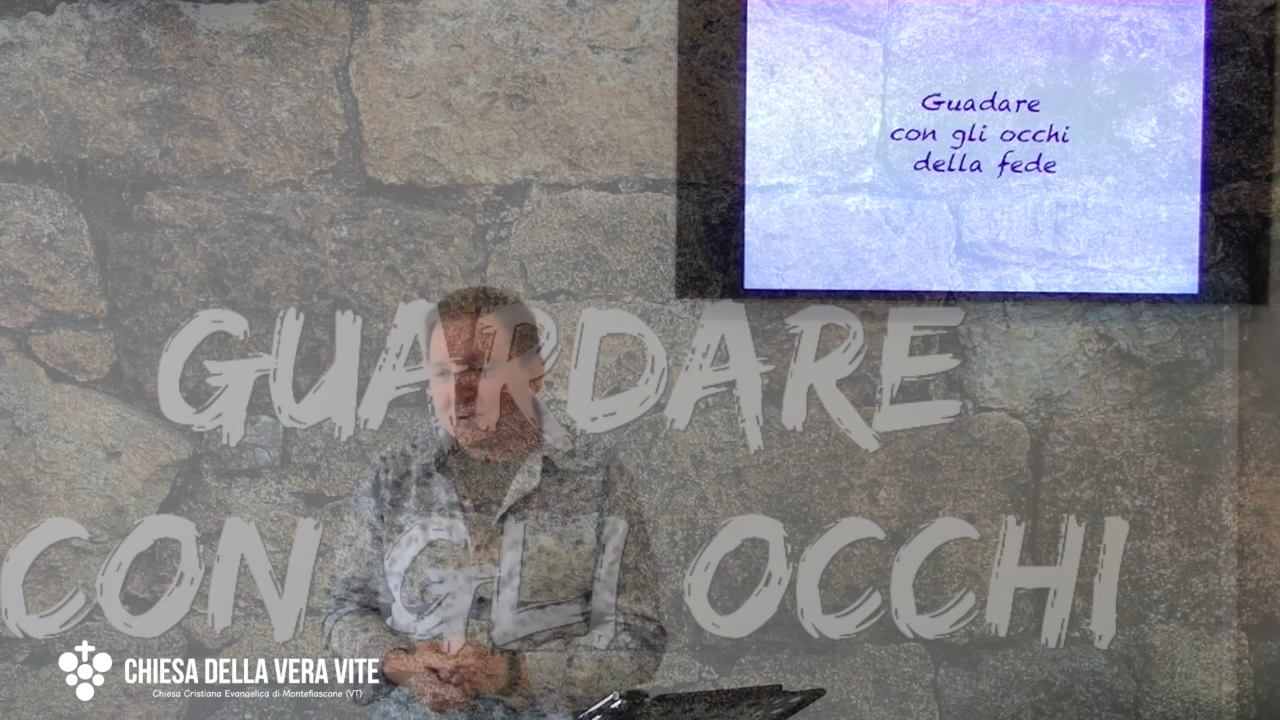 Guadare
con gli occhi
della fede
GUARDARE
CON GLI OCCHI
CHIESA DELLA VERA VITE
Chiesa Cristiana Evangelica di Montefiascone (VT)